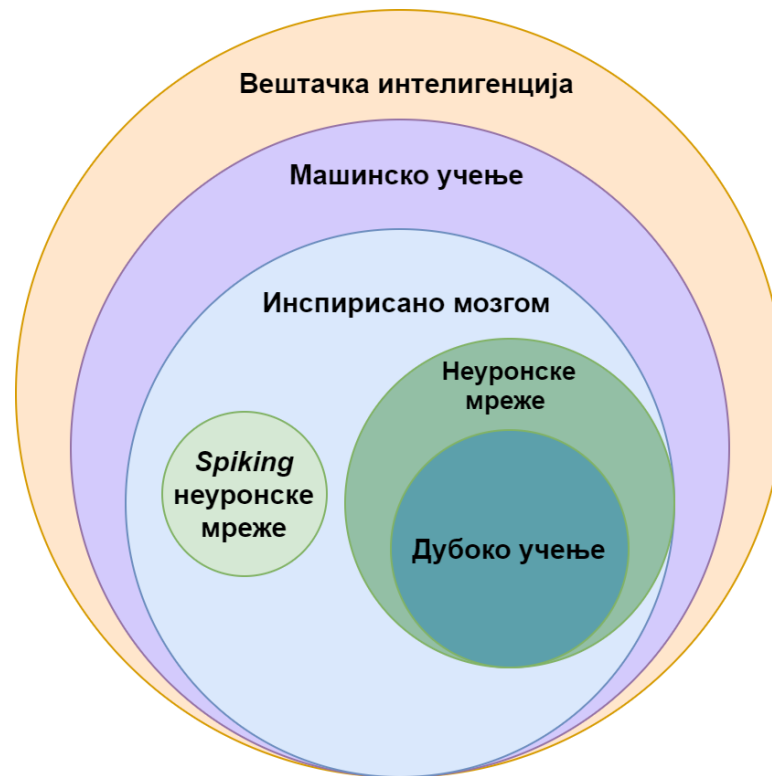 Вештачка интелигенција
Машинско учење
Инспирисано мозгом
Неуронске
мреже
Spiking
неуронске
мреже
Дубоко учење